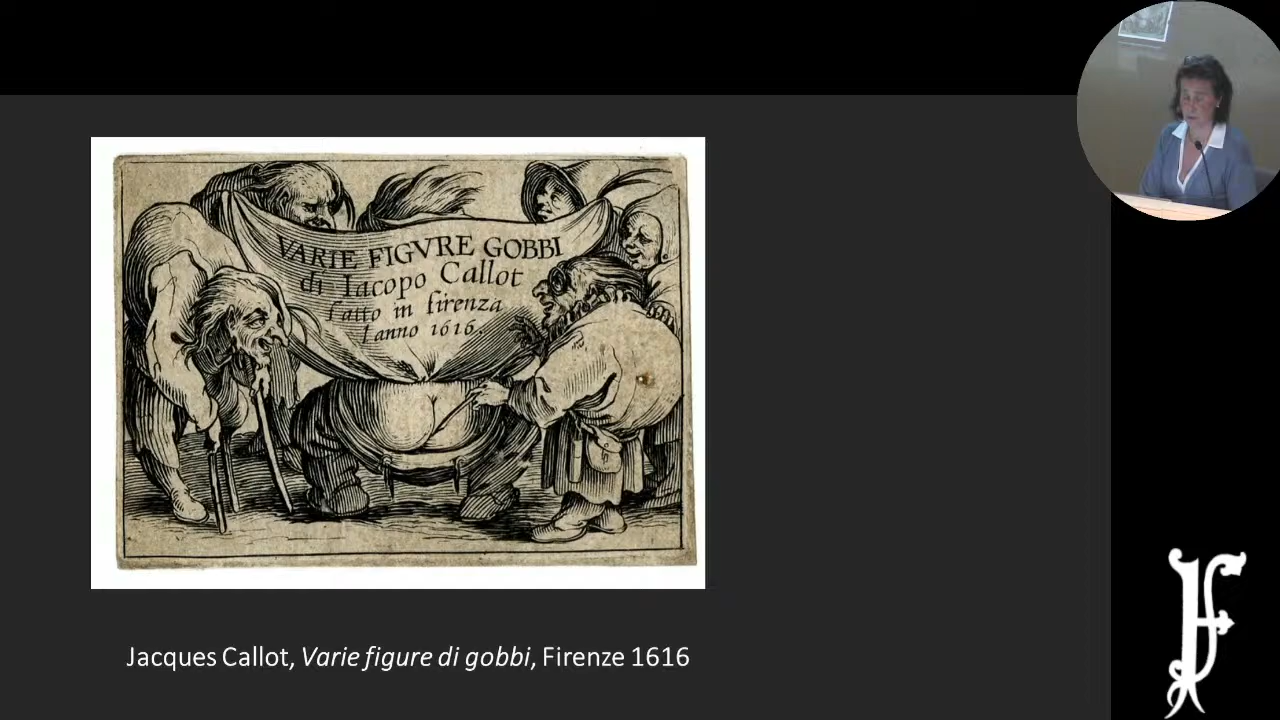 VARIE FIGVRE GOBBI
di Iacopo Callot
fatto in firenza
l anno 1616.
Jacques Callot, Varie figure di gobbi, Firenze 1616